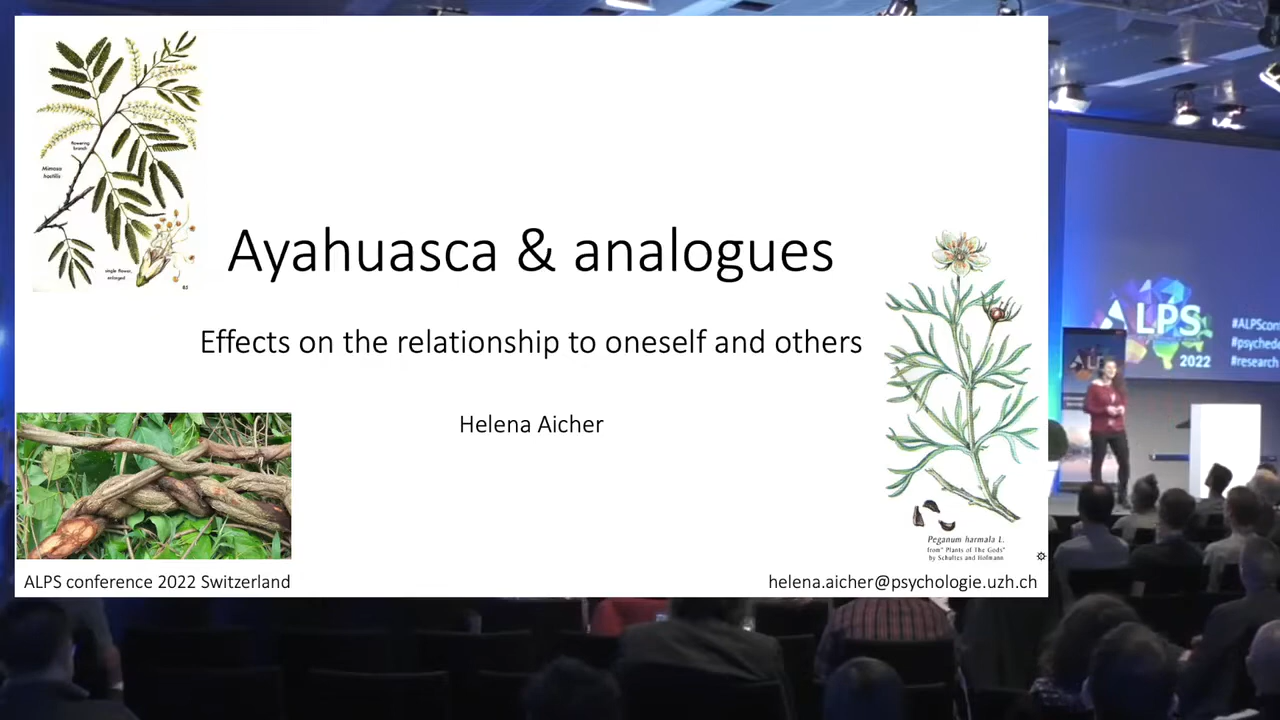 flowering
branch
Mimosa
hostilis
single flower,
enlarged
82
Ayahuasca & analogues
Effects on the relationship to oneself and others
Helena Aicher
Peganum harmala L.
from "Plants of The Gods"
by Schultes and Hofmann
ALPS conference 2022 Switzerland
helena.aicher@psychologie.uzh.ch
ALPS
2022
#ALPScon
#psychede
#research